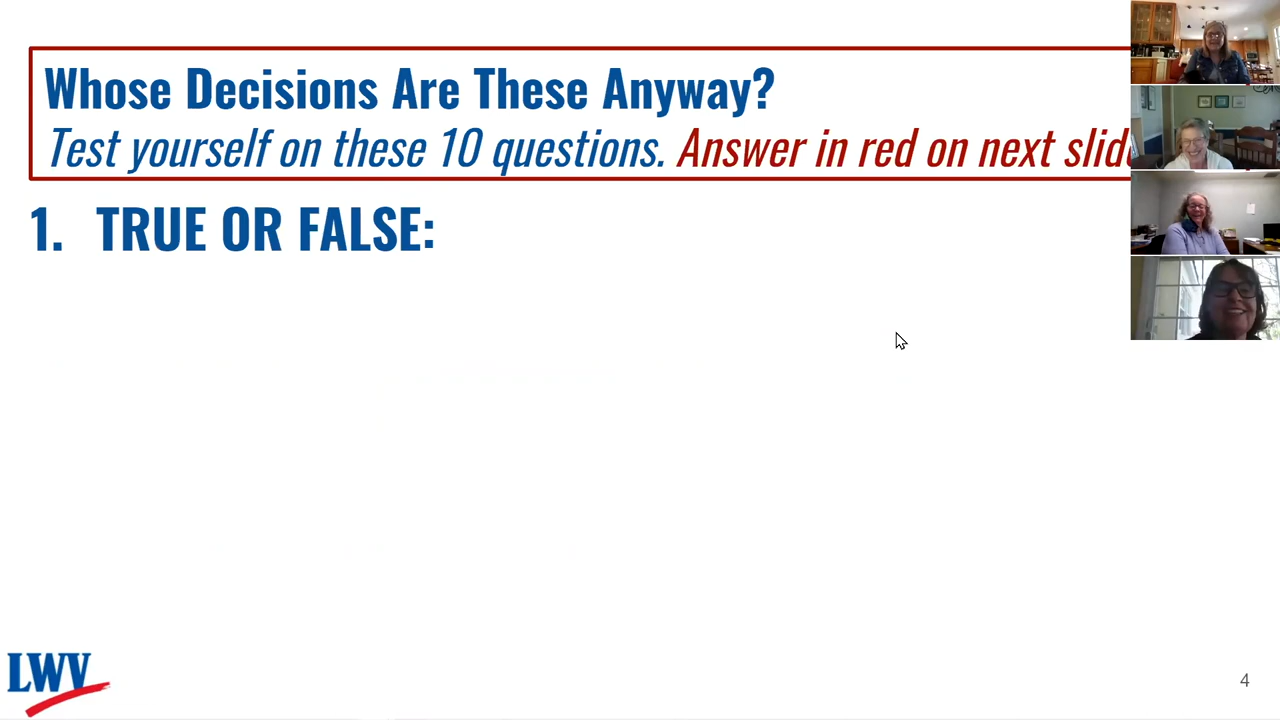 Whose Decisions Are These Anyway?
Test yourself on these 10 questions. Answer in red on next slide
1. TRUE OR FALSE:
LWV
4